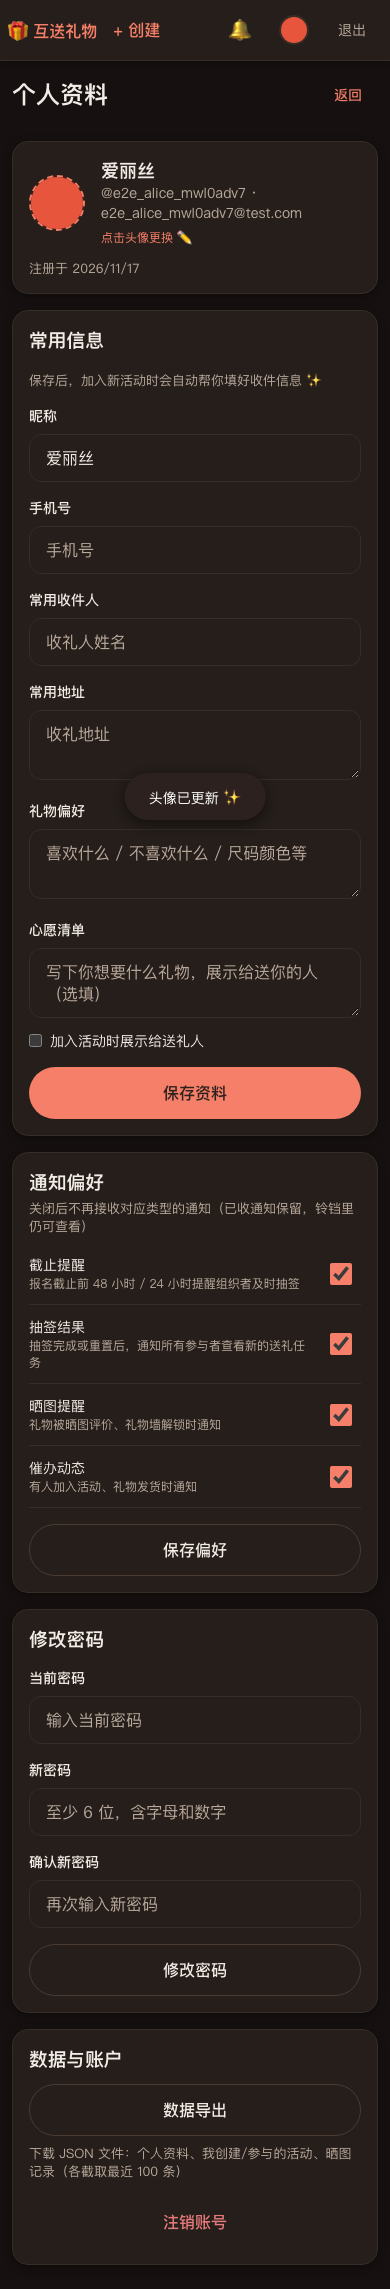 🎁 互送礼物 + 创建 🔔 退出
个人资料 返回
爱丽丝
@e2e_alice_mwl0adv7 ·
e2e_alice_mwl0adv7@test.com
点击头像更换 ✏️
注册于 2026/11/17
常用信息
保存后，加入新活动时会自动帮你填好收件信息 ✨
昵称
爱丽丝
手机号
手机号
常用收件人
收礼人姓名
常用地址
收礼地址
头像已更新 ✨
礼物偏好
喜欢什么 / 不喜欢什么 / 尺码颜色等
心愿清单
写下你想要什么礼物，展示给送你的人
（选填）
加入活动时展示给送礼人
保存资料
通知偏好
关闭后不再接收对应类型的通知（已收通知保留，铃铛里
仍可查看）
截止提醒
报名截止前 48 小时 / 24 小时提醒组织者及时抽签
抽签结果
抽签完成或重置后，通知所有参与者查看新的送礼任
务
晒图提醒
礼物被晒图评价、礼物墙解锁时通知
催办动态
有人加入活动、礼物发货时通知
保存偏好
修改密码
当前密码
输入当前密码
新密码
至少 6 位，含字母和数字
确认新密码
再次输入新密码
修改密码
数据与账户
数据导出
下载 JSON 文件：个人资料、我创建/参与的活动、晒图
记录（各截取最近 100 条）
注销账号